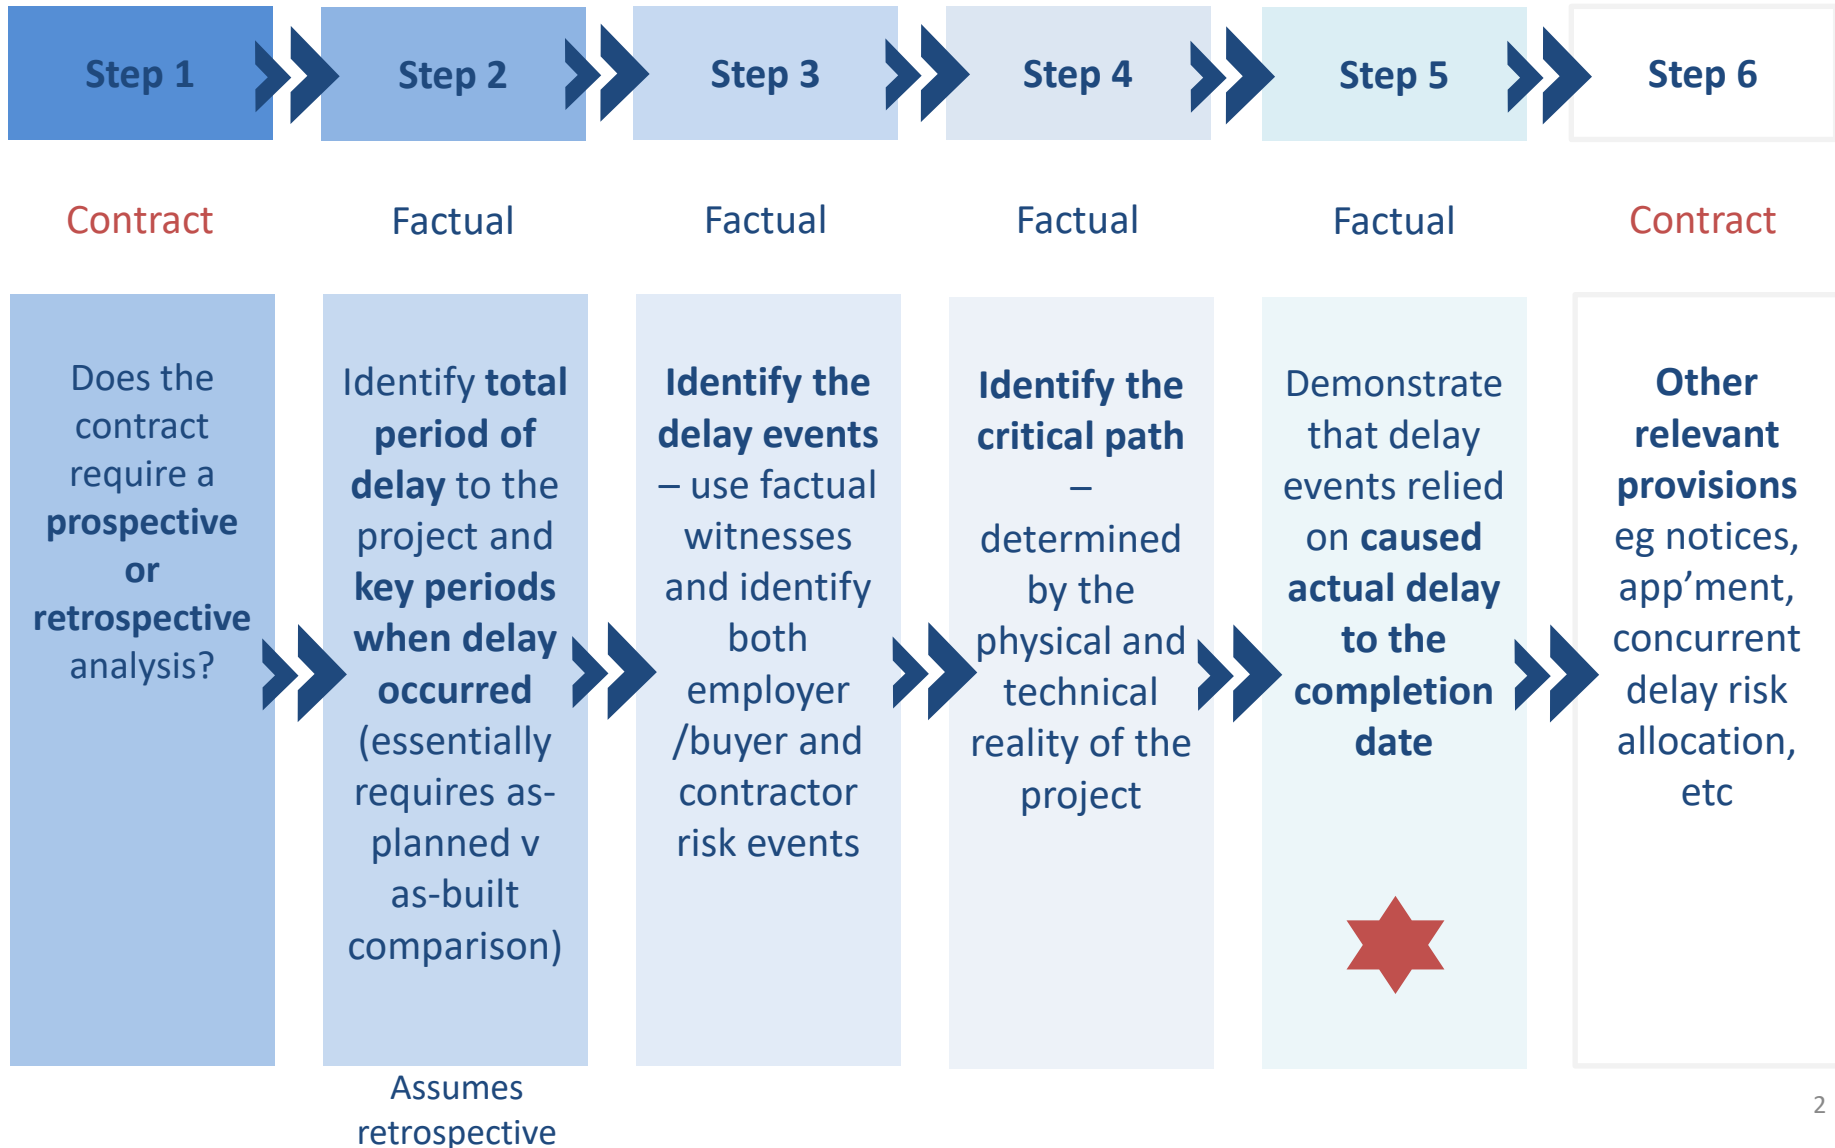 Step 1
Step 2
Step 3
Step 4
Step 5
Step 6
Contract
Factual
Factual
Factual
Factual
Contract
Does the
contract
require a
prospective
or
retrospective
analysis?
Identify total
period of
delay to the
project and
key periods
when delay
occurred
(essentially
requires as-
planned v
as-built
comparison)
Assumes
retrospective
Identify the
delay events
– use factual
witnesses
and identify
both
employer
/buyer and
contractor
risk events
Identify the
critical path
–
determined
by the
physical and
technical
reality of the
project
Demonstrate
that delay
events relied
on caused
actual delay
to the
completion
date
Other
relevant
provisions
eg notices,
app’ment,
concurrent
delay risk
allocation,
etc
2